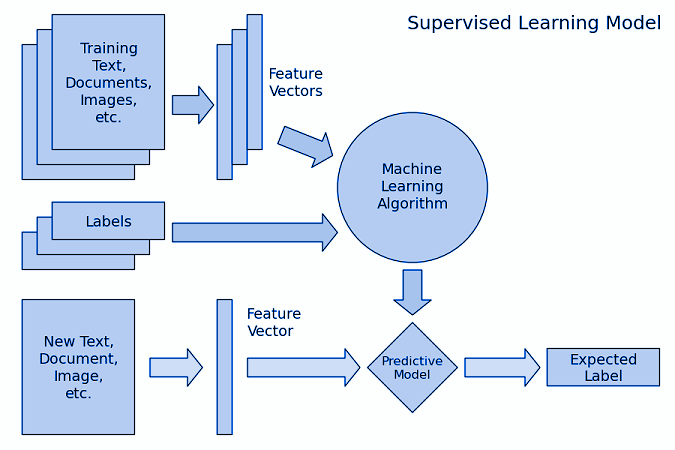 Supervised Learning Model
Training
Text,
Documents,
Images,
etc.
Feature
Vectors
Machine
Learning
Algorithm
Labels
New Text,
Document,
Image,
etc.
Feature
Vector
Predictive
Model
Expected
Label